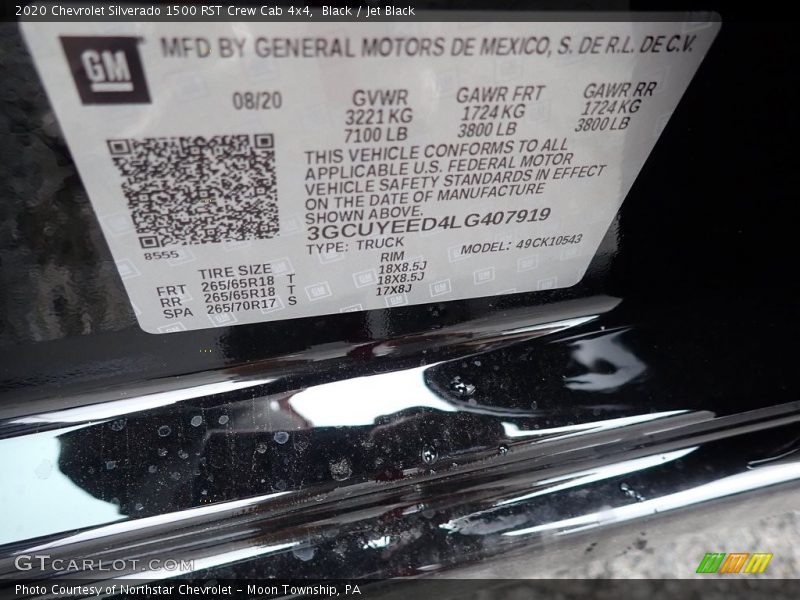 2020 Chevrolet Silverado 1500 RST Crew Cab 4x4, Black / Jet Black
GM
MFD BY GENERAL MOTORS DE MEXICO, S. DE R.L. DE C.V.
08/20
GVWR GAWR FRT GAWR RR
3221 KG 1724 KG 1724 KG
7100 LB 3800 LB 3800 LB
THIS VEHICLE CONFORMS TO ALL
APPLICABLE U.S. FEDERAL MOTOR
VEHICLE SAFETY STANDARDS IN EFFECT
ON THE DATE OF MANUFACTURE
SHOWN ABOVE.
3GCUYEED4LG407919
8555
TYPE: TRUCK MODEL: 49CK10543
TIRE SIZE RIM
FRT 265/65R18 T 18X8.5J
RR 265/65R18 T 18X8.5J
SPA 265/70R17 S 17X8J
GTCARLOT.COM
Photo Courtesy of Northstar Chevrolet - Moon Township, PA